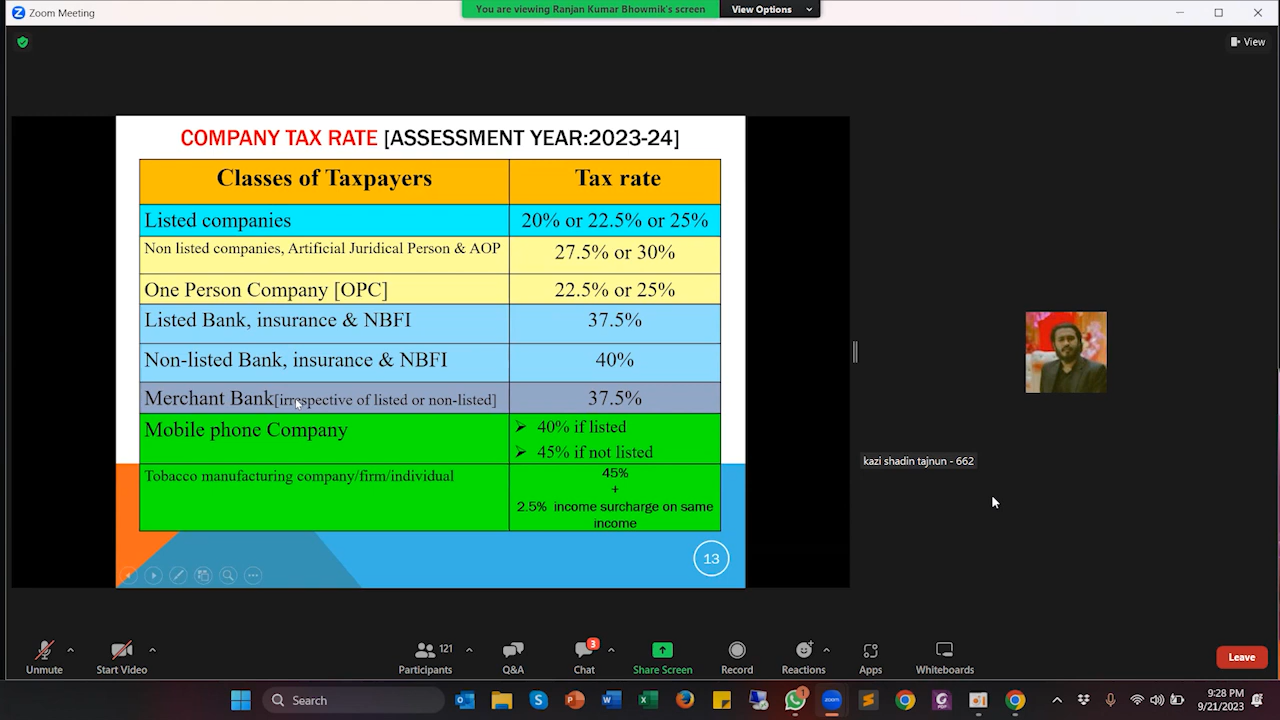 Zoom Meeting
You are viewing Ranjan Kumar Bhowmik's screen
View Options
View
COMPANY TAX RATE [ASSESSMENT YEAR:2023-24]
Classes of Taxpayers Tax rate
Listed companies 20% or 22.5% or 25%
Non listed companies, Artificial Juridical Person & AOP 27.5% or 30%
One Person Company [OPC] 22.5% or 25%
Listed Bank, insurance & NBFI 37.5%
Non-listed Bank, insurance & NBFI 40%
Merchant Bank[irrespective of listed or non-listed] 37.5%
Mobile phone Company
➢ 40% if listed
➢ 45% if not listed
Tobacco manufacturing company/firm/individual
45%
+
2.5% income surcharge on same
income
13
kazi shadin tajnun - 662
Unmute
Start Video
121
Participants
Q&A
3
Chat
Share Screen
Record
Reactions
Apps
Whiteboards
Leave
Search
1
zoom
9:28 PM
9/21/2023